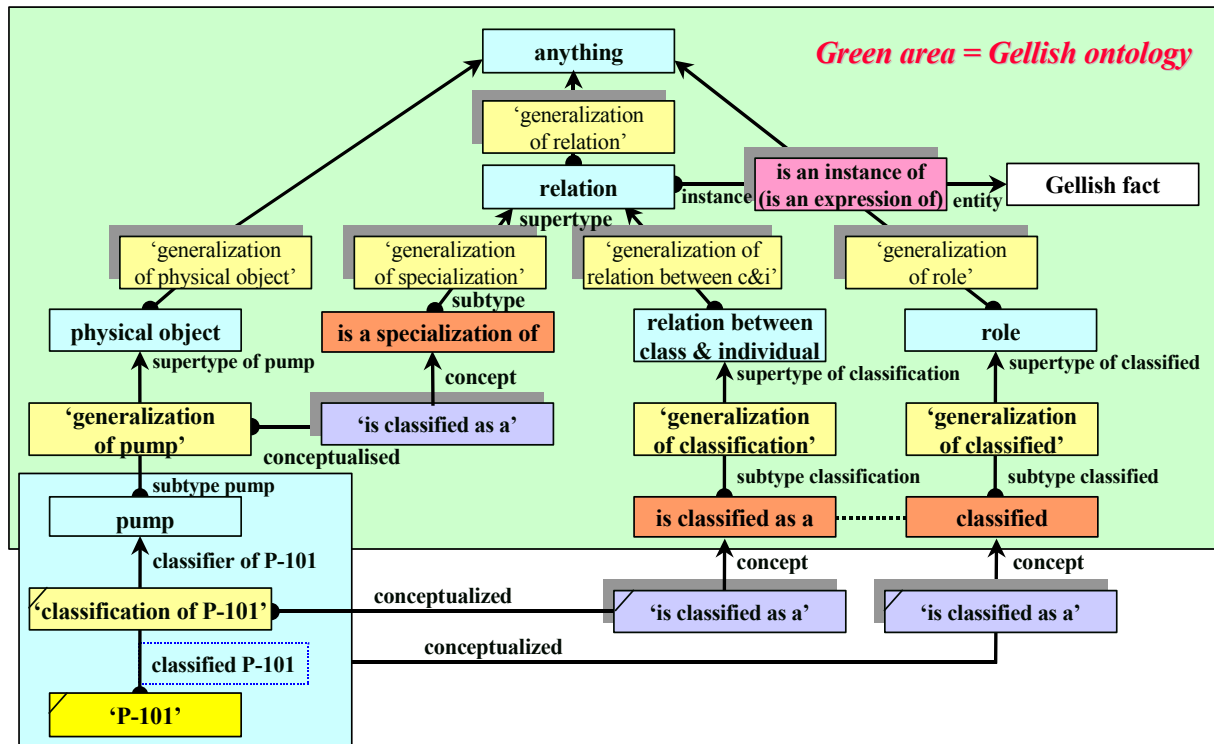 anything
Green area = Gellish ontology
‘generalization
of relation’
relation
is an instance of
(is an expression of)
Gellish fact
instance
entity
supertype
‘generalization
of physical object’
‘generalization
of specialization’
‘generalization of
relation between c&i’
‘generalization
of role’
subtype
physical object
is a specialization of
relation between
class & individual
role
supertype of pump
concept
supertype of classification
supertype of classified
‘generalization
of pump’
‘is classified as a’
‘generalization
of classification’
‘generalization
of classified’
conceptualised
subtype pump
subtype classification
subtype classified
pump
is classified as a
classified
classifier of P-101
concept
concept
‘classification of P-101’
conceptualized
‘is classified as a’
‘is classified as a’
conceptualized
classified P-101
‘P-101’